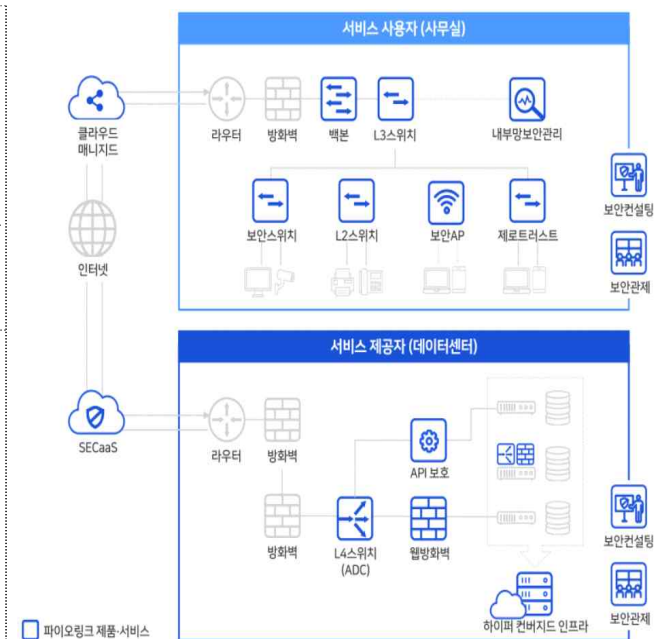 서비스 사용자 (사무실)
클라우드
매니지드
라우터
방화벽
백본
L3스위치
내부망보안관리
보안스위치
L2스위치
보안AP
제로트러스트
보안컨설팅
보안관제
인터넷
서비스 제공자 (데이터센터)
SECaaS
라우터
방화벽
API 보호
방화벽
L4스위치
(ADC)
웹방화벽
보안컨설팅
보안관제
하이퍼 컨버지드 인프라
파이오링크 제품·서비스